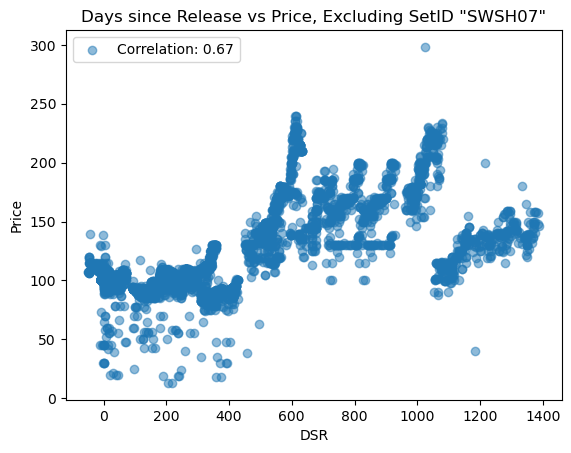 Days since Release vs Price, Excluding SetID "SWSH07"
Correlation: 0.67
300
250
200
150
100
50
0
Price
0 200 400 600 800 1000 1200 1400
DSR